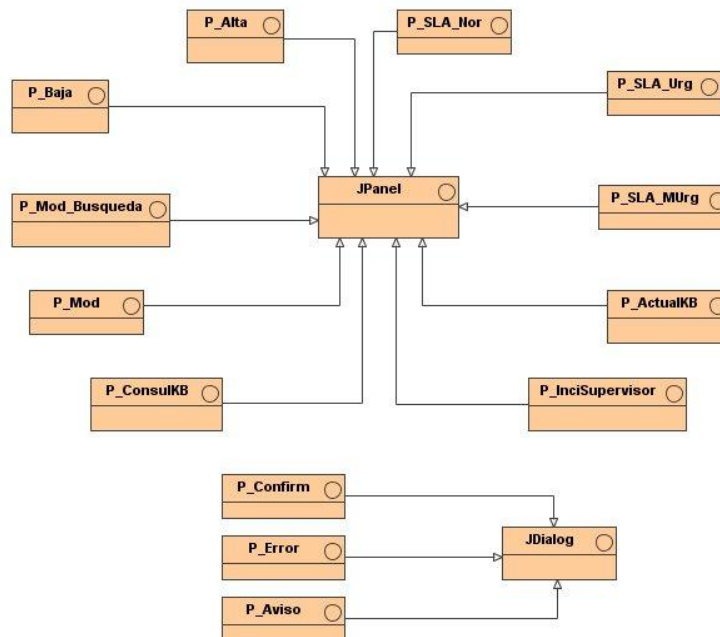 P_Alta
P_SLA_Nor
P_Baja
P_SLA_Urg
JPanel
P_Mod_Busqueda
P_SLA_MUrg
P_Mod
P_ActualKB
P_ConsulKB
P_InciSupervisor
P_Confirm
P_Error
JDialog
P_Aviso